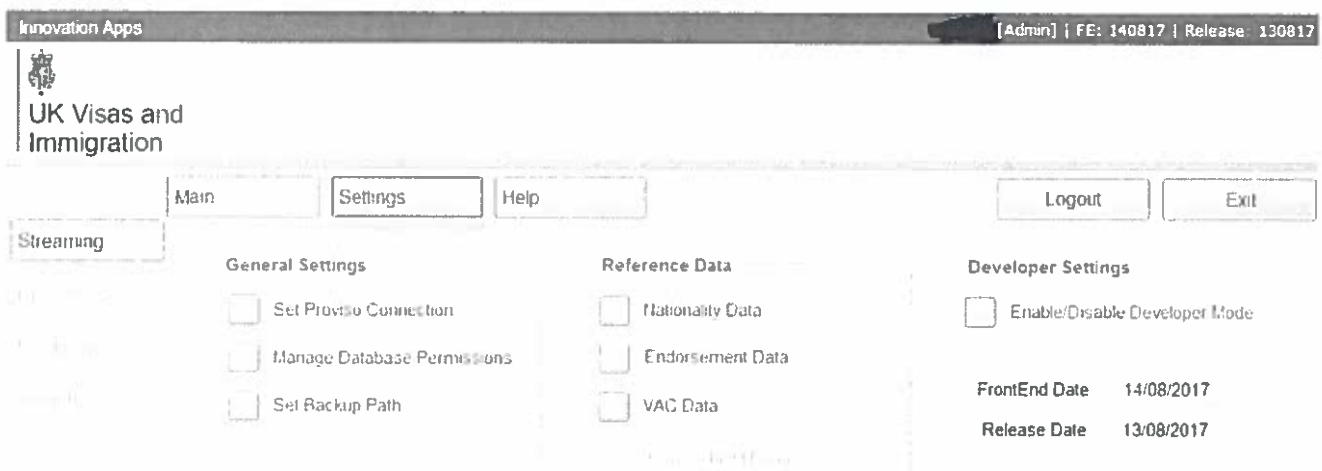 Innovation Apps
[Admin] | FE: 140817 | Release: 130817
UK Visas and
Immigration
Main Settings Help Logout Exit
Streaming
General Settings
Set Proviso Connection
Manage Database Permissions
Set Backup Path
Reference Data
Nationality Data
Endorsement Data
VAC Data
Developer Settings
Enable/Disable Developer Mode
FrontEnd Date 14/08/2017
Release Date 13/08/2017